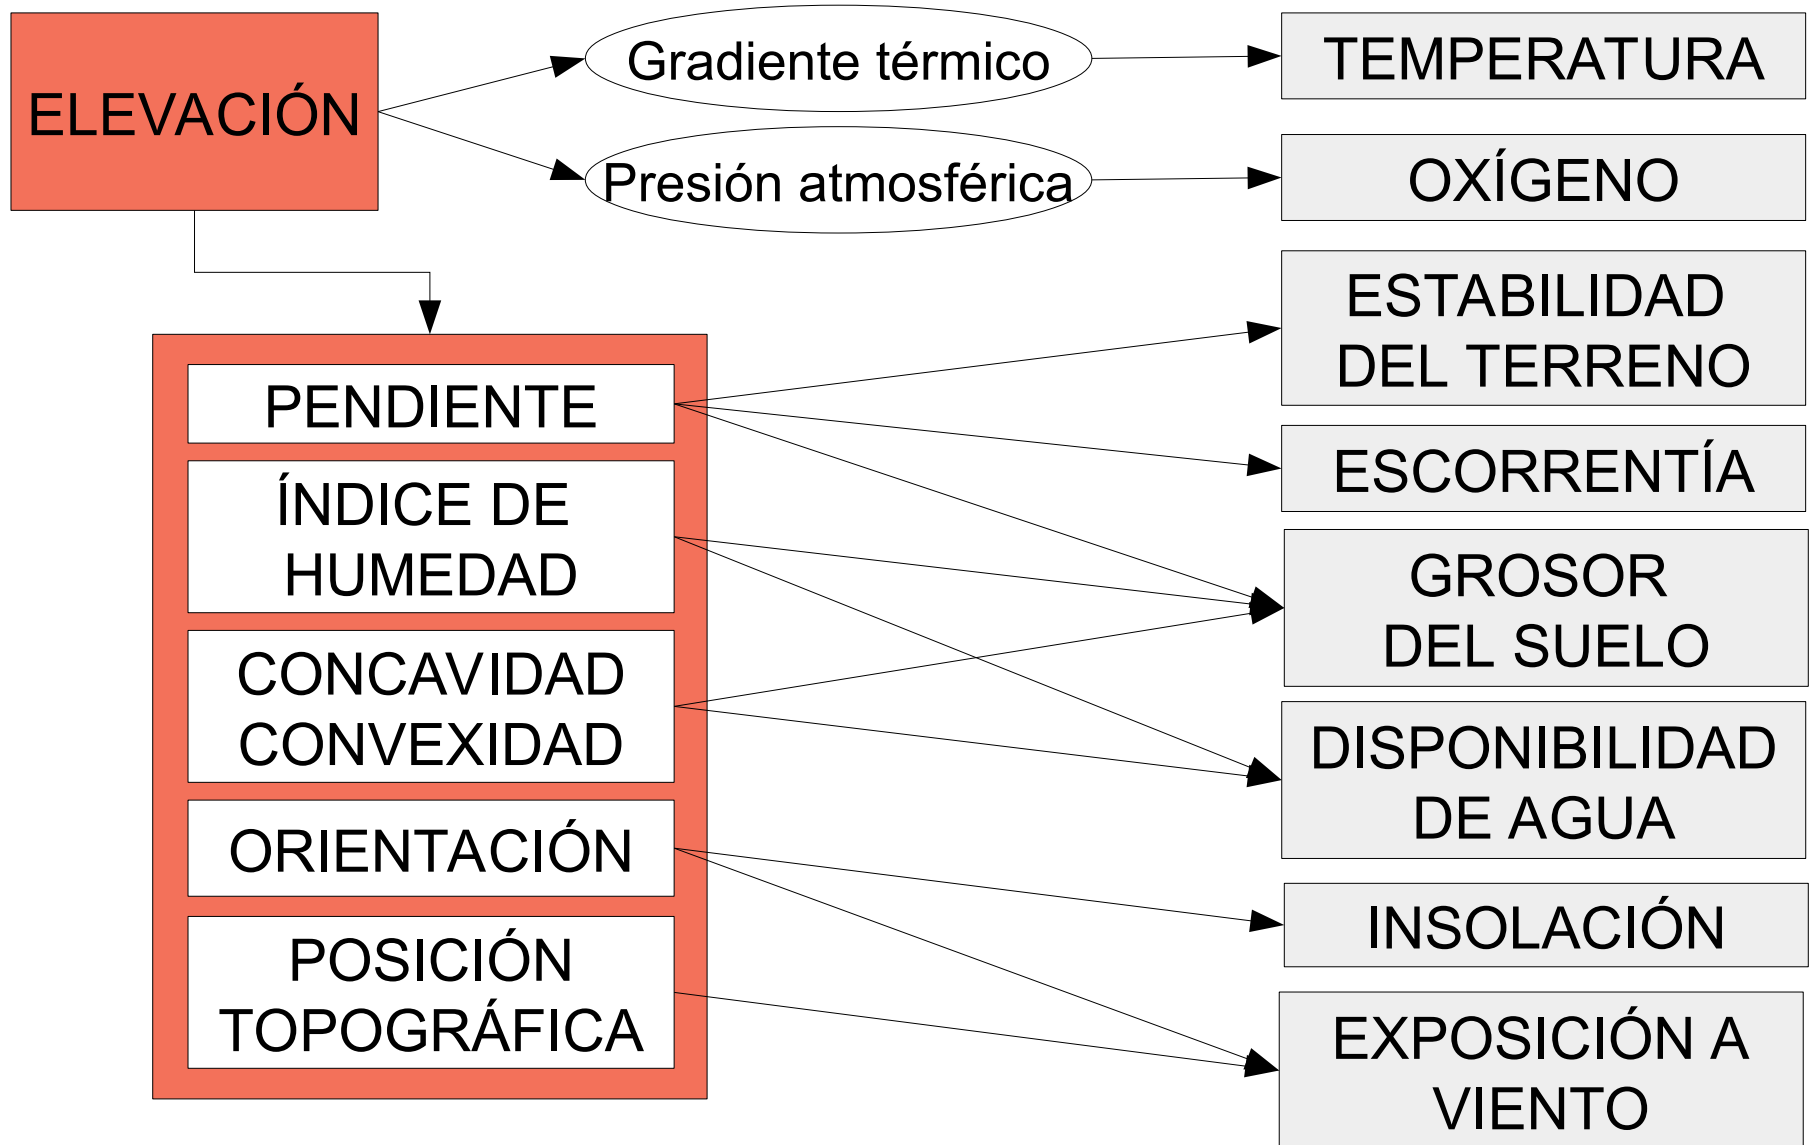 ELEVACIÓN
Gradiente térmico
Presión atmosférica
TEMPERATURA
OXÍGENO
PENDIENTE
ÍNDICE DE
HUMEDAD
CONCAVIDAD
CONVEXIDAD
ORIENTACIÓN
POSICIÓN
TOPOGRÁFICA
ESTABILIDAD
DEL TERRENO
ESCORRENTÍA
GROSOR
DEL SUELO
DISPONIBILIDAD
DE AGUA
INSOLACIÓN
EXPOSICIÓN A
VIENTO